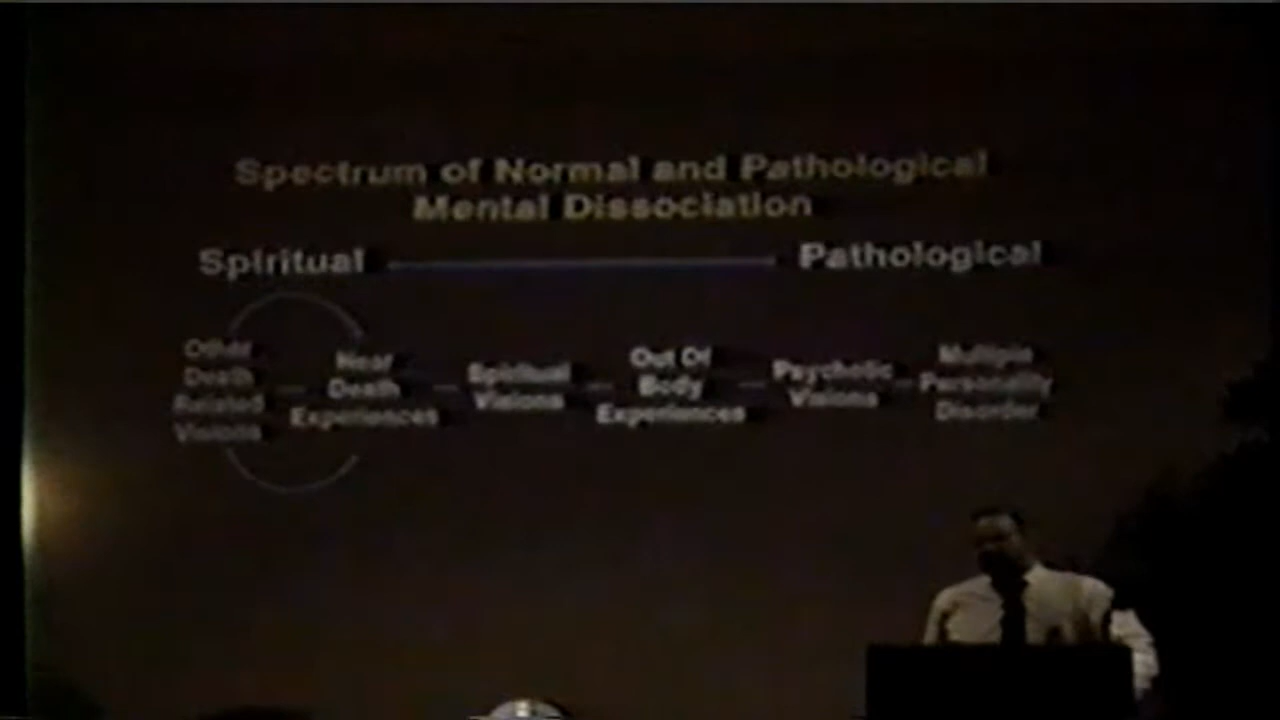 Spectrum of Normal and Pathological
Mental Dissociation
Spiritual
Pathological
Other
Death
Related
Visions
Near
Death
Experiences
Spiritual
Visions
Out Of
Body
Experiences
Psychotic
Visions
Multiple
Personality
Disorder